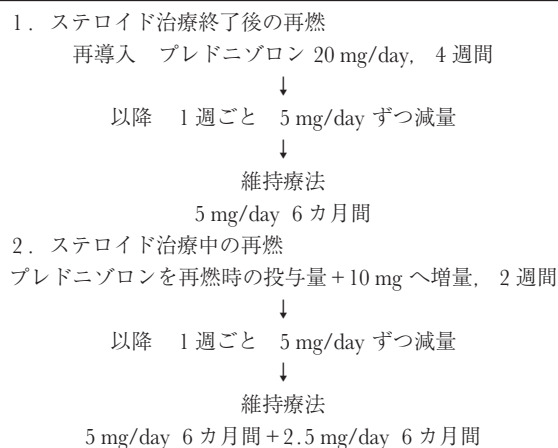 1．ステロイド治療終了後の再燃
再導入　プレドニゾロン 20 mg/day,　4 週間
↓
以降　1 週ごと　5 mg/day ずつ減量
↓
維持療法
5 mg/day  6 カ月間
2．ステロイド治療中の再燃
プレドニゾロンを再燃時の投与量＋10 mg へ増量,　2 週間
↓
以降　1 週ごと　5 mg/day ずつ減量
↓
維持療法
5 mg/day  6 カ月間＋2.5 mg/day  6 カ月間